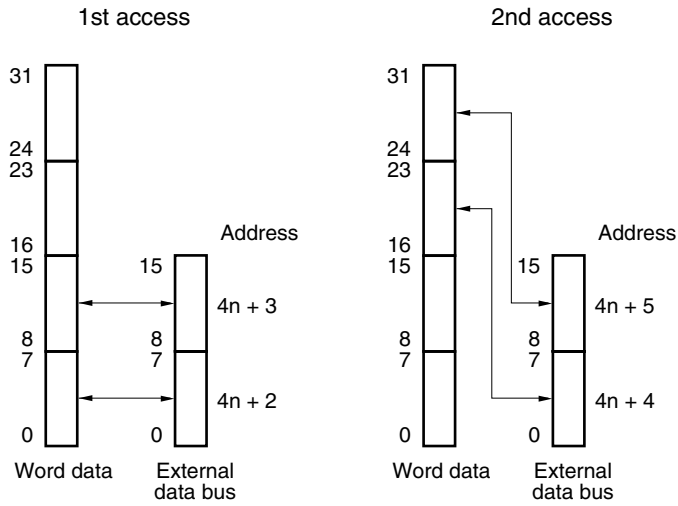 1st access
31
24
23
16
15
8
7
0
Word data
Address
15
8
7
0
4n + 3
4n + 2
External
data bus
2nd access
31
24
23
16
15
8
7
0
Word data
Address
15
8
7
0
4n + 5
4n + 4
External
data bus